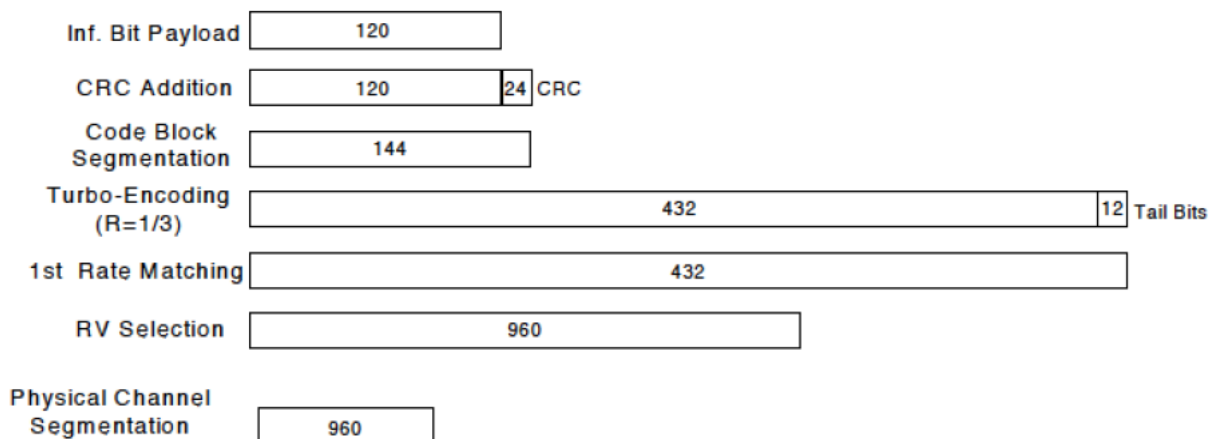 Inf. Bit Payload 120
CRC Addition 120 24 CRC
Code Block
Segmentation 144
Turbo-Encoding
(R=1/3) 432 12 Tail Bits
1st Rate Matching 432
RV Selection 960
Physical Channel
Segmentation 960